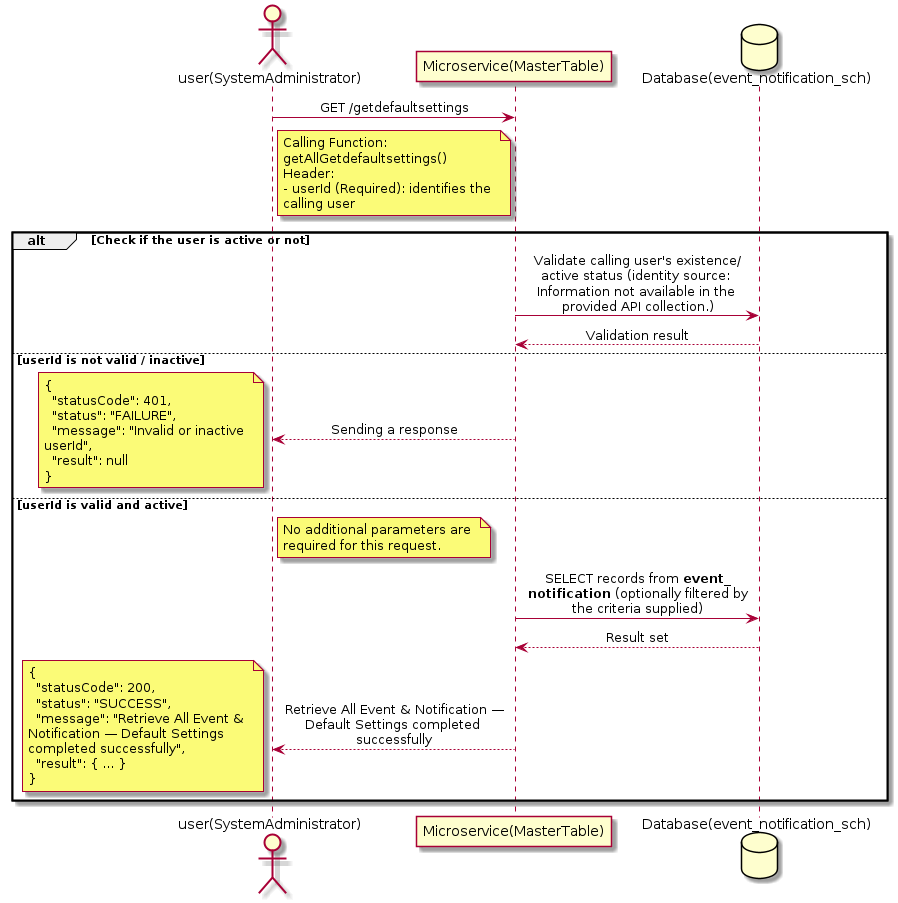 user(SystemAdministrator)
Microservice(MasterTable)
Database(event_notification_sch)
GET /getdefaultsettings
Calling Function:
getAllGetdefaultsettings()
Header:
- userId (Required): identifies the
calling user
alt
[Check if the user is active or not]
Validate calling user's existence/
active status (identity source:
Information not available in the
provided API collection.)
Validation result
[userId is not valid / inactive]
{
"statusCode": 401,
"status": "FAILURE",
"message": "Invalid or inactive
userId",
"result": null
}
Sending a response
[userId is valid and active]
No additional parameters are
required for this request.
SELECT records from event_
notification (optionally filtered by
the criteria supplied)
Result set
{
"statusCode": 200,
"status": "SUCCESS",
"message": "Retrieve All Event &
Notification — Default Settings
completed successfully",
"result": { ... }
}
Retrieve All Event & Notification —
Default Settings completed
successfully
user(SystemAdministrator)
Microservice(MasterTable)
Database(event_notification_sch)